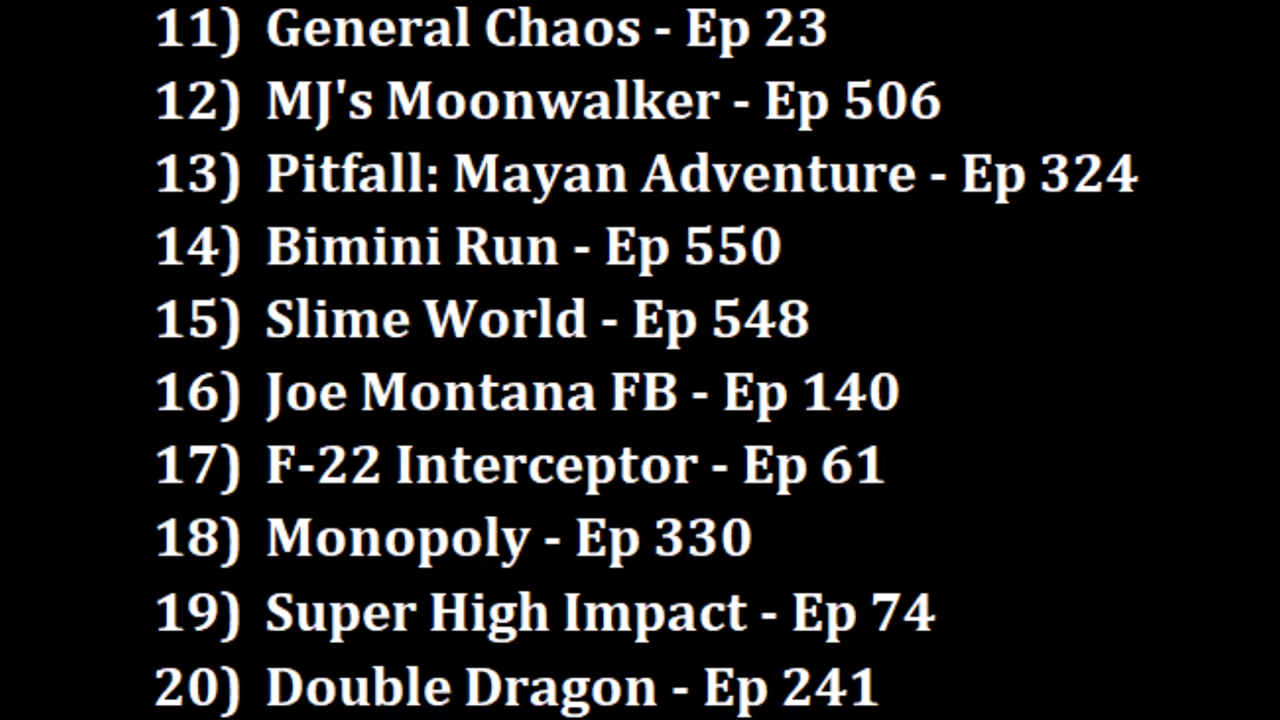 11) General Chaos - Ep 23
12) MJ's Moonwalker - Ep 506
13) Pitfall: Mayan Adventure - Ep 324
14) Bimini Run - Ep 550
15) Slime World - Ep 548
16) Joe Montana FB - Ep 140
17) F-22 Interceptor - Ep 61
18) Monopoly - Ep 330
19) Super High Impact - Ep 74
20) Double Dragon - Ep 241